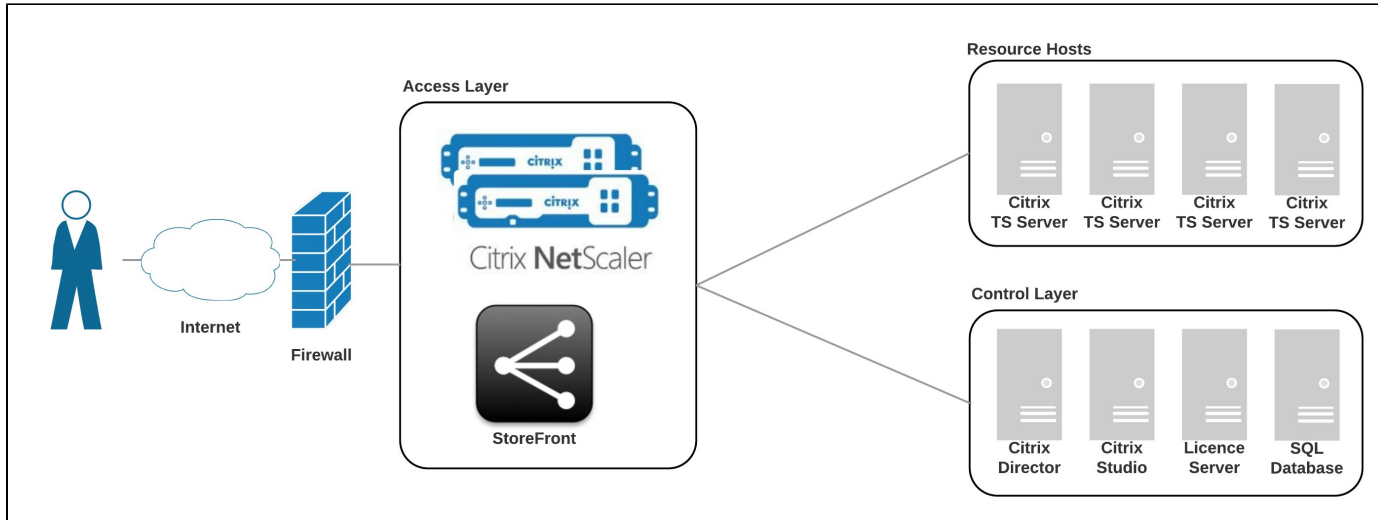 Resource Hosts
Access Layer
CITRIX
CITRIX
Citrix NetScaler
Citrix
TS Server
Citrix
TS Server
Citrix
TS Server
Citrix
TS Server
Control Layer
Internet
Firewall
StoreFront
Citrix
Director
Citrix
Studio
Licence
Server
SQL
Database